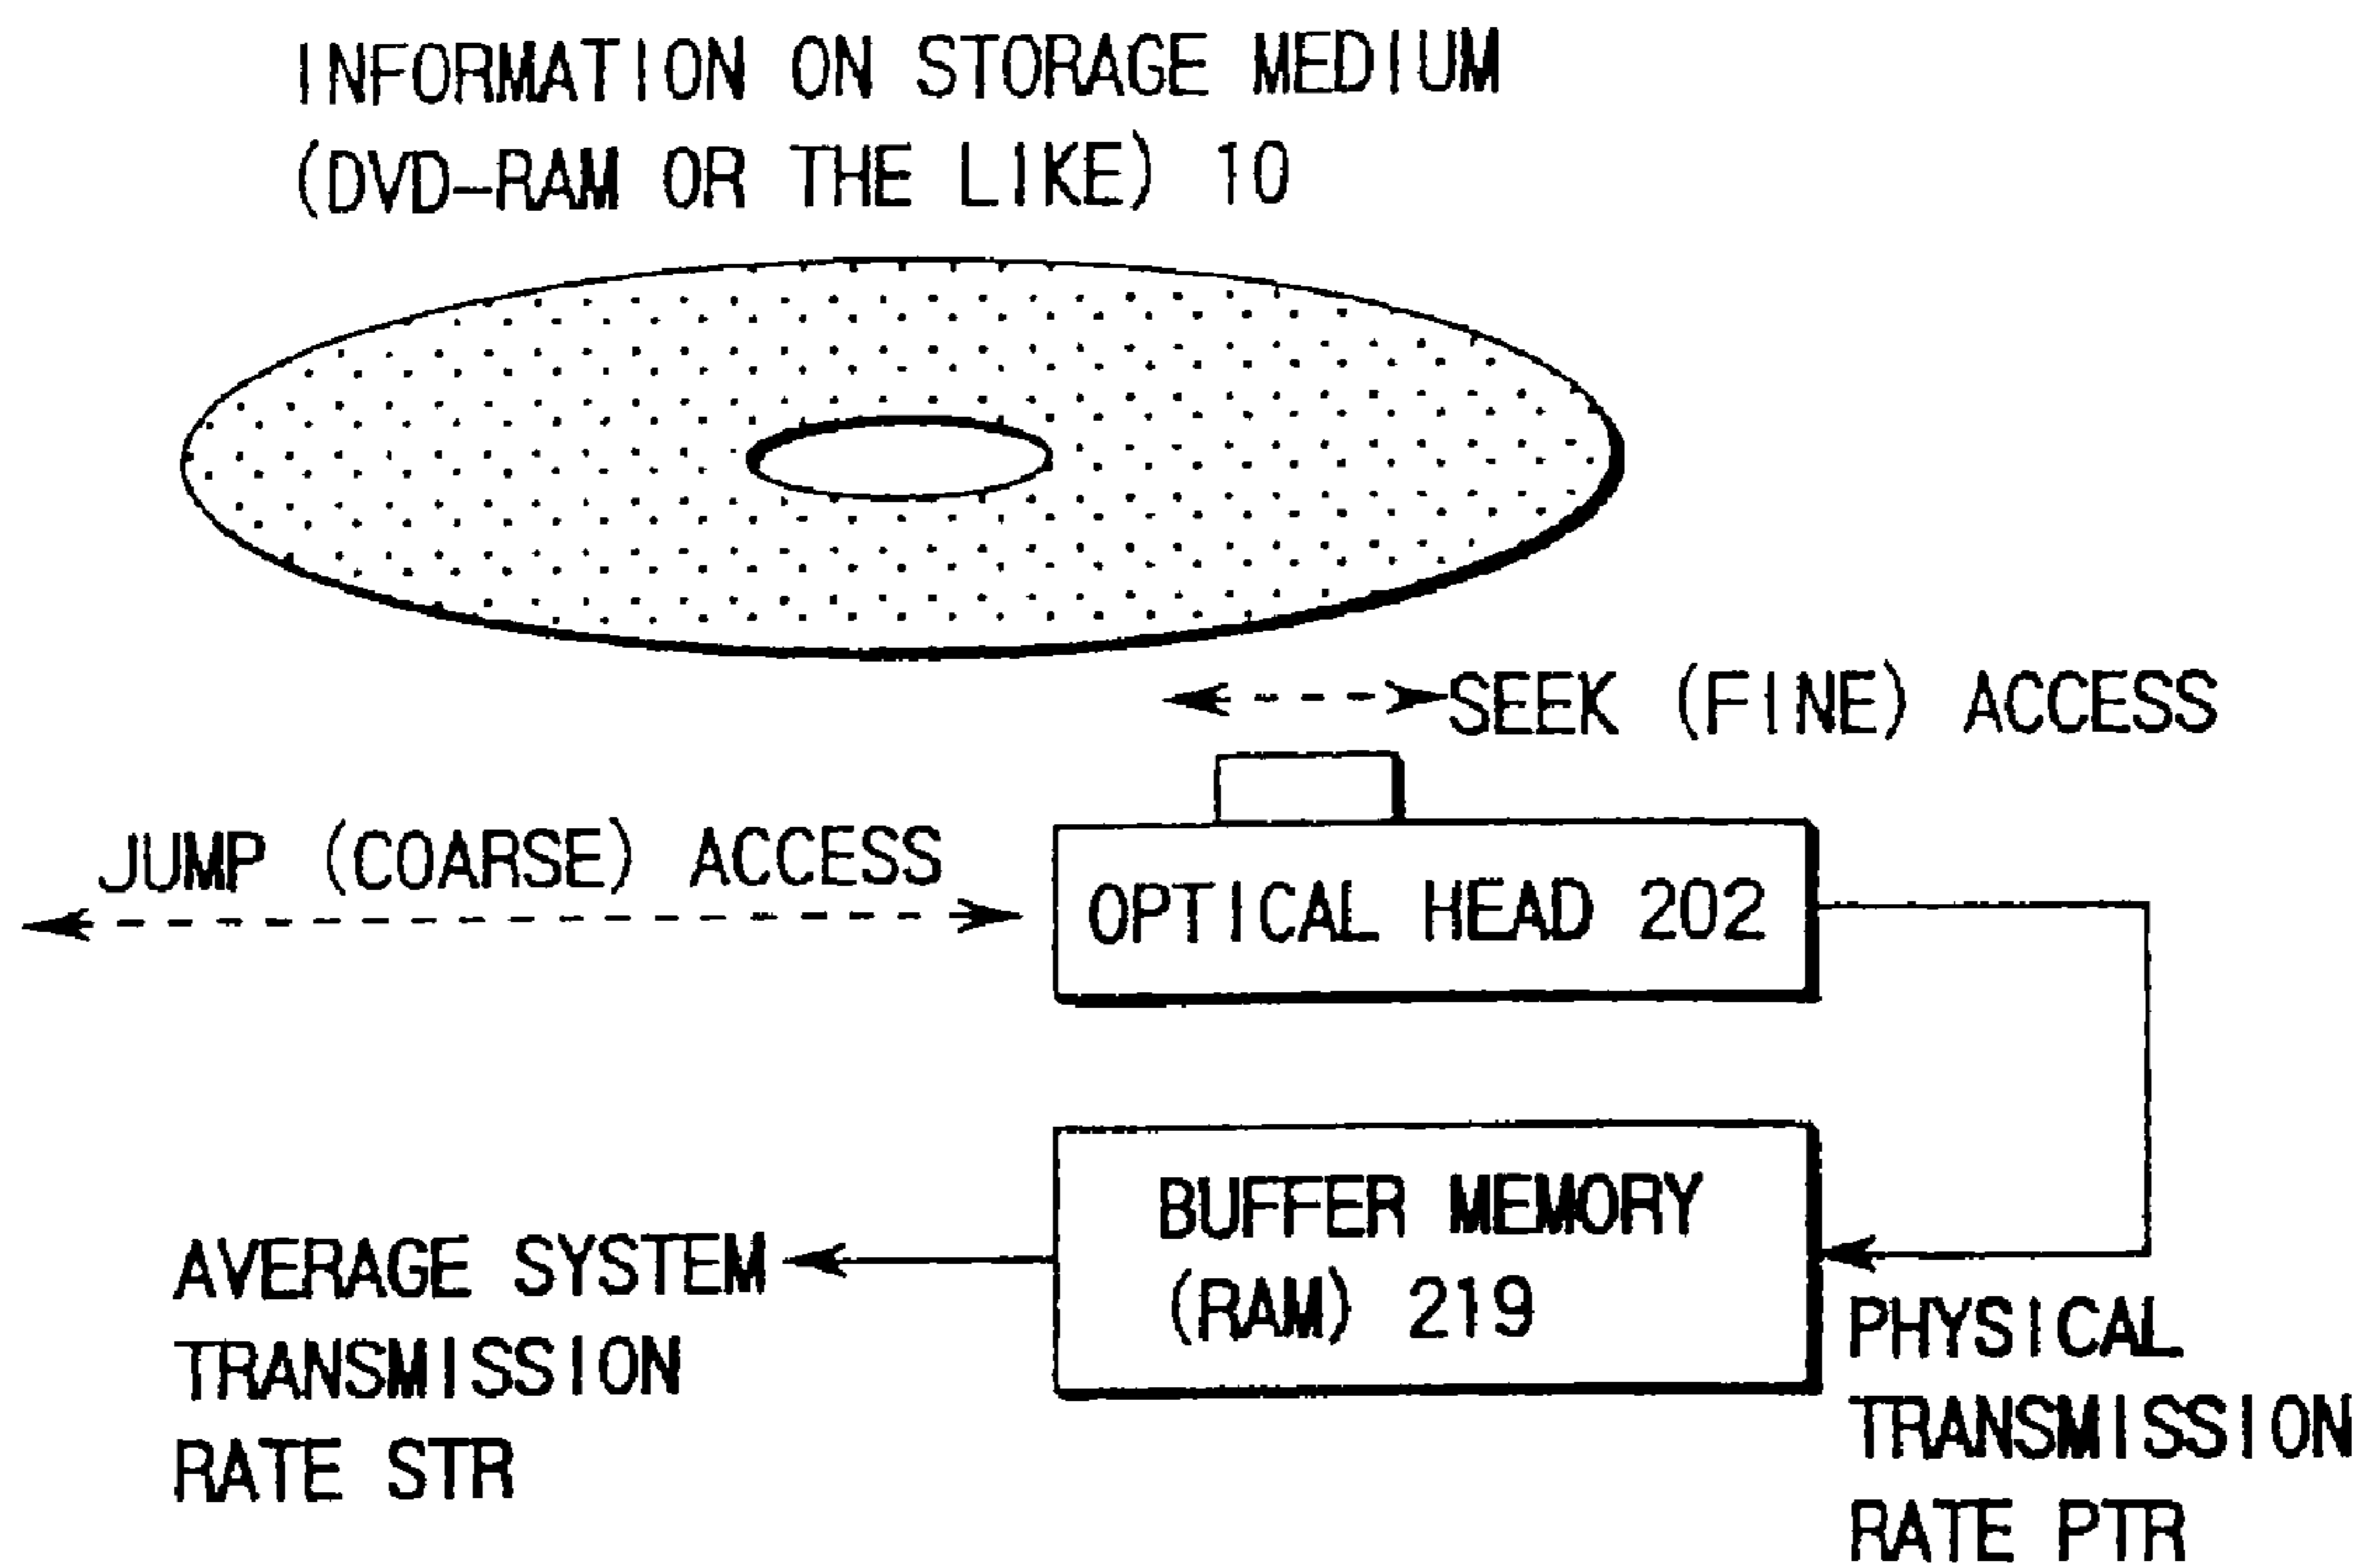 INFORMATION ON STORAGE MEDIUM
(DVD-RAM OR THE LIKE) 10
SEEK (FINE) ACCESS
JUMP (COARSE) ACCESS
OPTICAL HEAD 202
BUFFER MEMORY
(RAM) 219
AVERAGE SYSTEM
TRANSMISSION
RATE STR
PHYSICAL
TRANSMISSION
RATE PTR